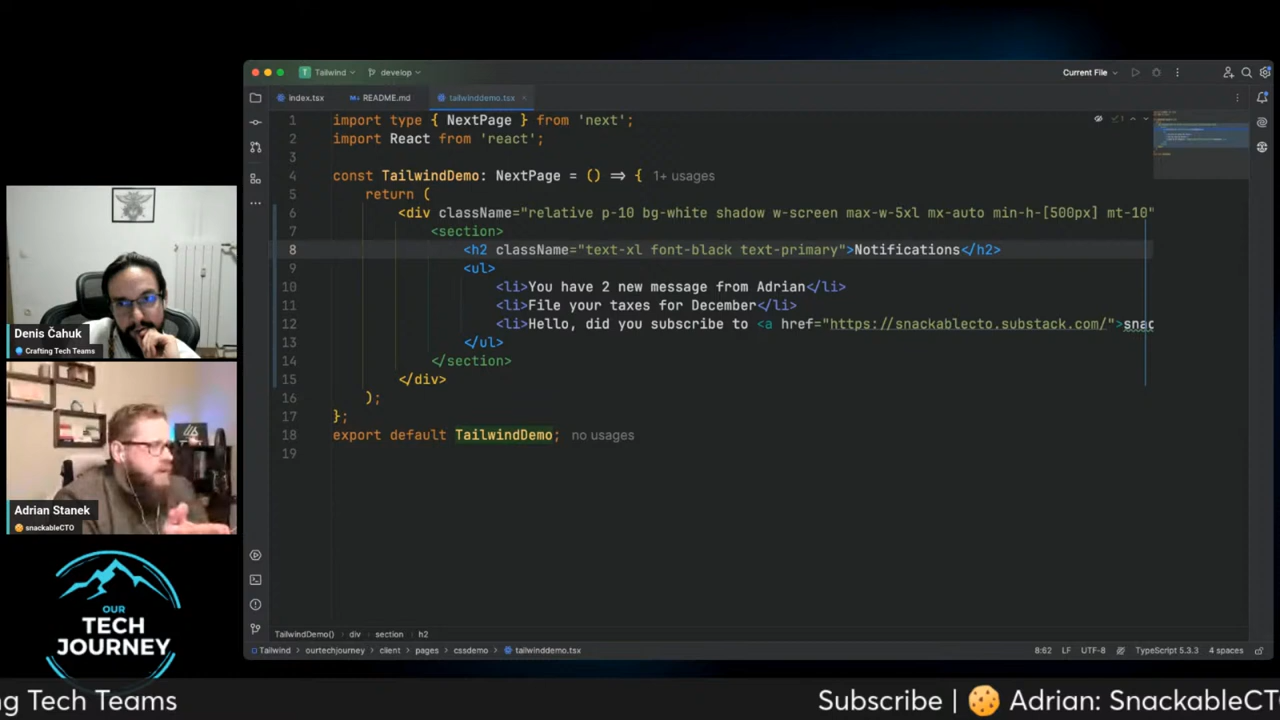 Tailwind
develop
Current File
index.tsx
README.md
tailwinddemo.tsx
1 import type { NextPage } from 'next';
2 import React from 'react';
3
4 const TailwindDemo: NextPage = () => { 1+ usages
5 return (
6 <div className="relative p-10 bg-white shadow w-screen max-w-5xl mx-auto min-h-[500px] mt-10"
7 <section>
8 <h2 className="text-xl font-black text-primary">Notifications</h2>
9 <ul>
10 <li>You have 2 new message from Adrian</li>
11 <li>File your taxes for December</li>
12 <li>Hello, did you subscribe to <a href="https://snackablecto.substack.com/">snac
13 </ul>
14 </section>
15 </div>
16 );
17 };
18 export default TailwindDemo; no usages
19
TailwindDemo() div section h2
Tailwind > ourtechjourney > client > pages > cssdemo > tailwinddemo.tsx
8:62 LF UTF-8 TypeScript 5.3.3 4 spaces
Denis Čahuk
Crafting Tech Teams
Adrian Stanek
snackableCTO
OUR
TECH
JOURNEY
ng Tech Teams
Subscribe | 🍪 Adrian: SnackableCT